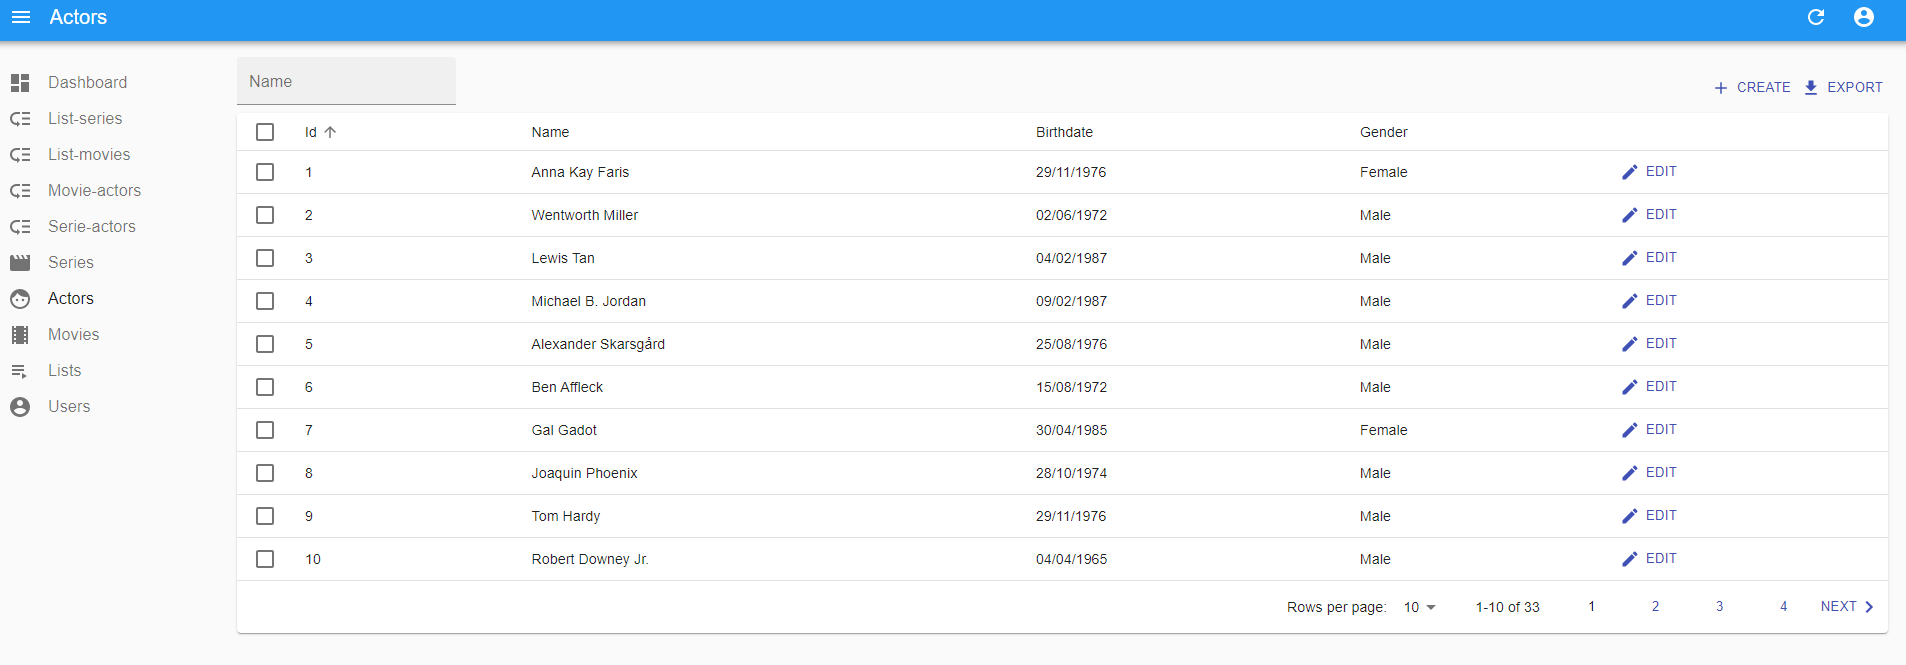 Actors
Dashboard
List-series
List-movies
Movie-actors
Serie-actors
Series
Actors
Movies
Lists
Users
Name
CREATE EXPORT
Id Name Birthdate Gender
1 Anna Kay Faris 29/11/1976 Female EDIT
2 Wentworth Miller 02/06/1972 Male EDIT
3 Lewis Tan 04/02/1987 Male EDIT
4 Michael B. Jordan 09/02/1987 Male EDIT
5 Alexander Skarsgård 25/08/1976 Male EDIT
6 Ben Affleck 15/08/1972 Male EDIT
7 Gal Gadot 30/04/1985 Female EDIT
8 Joaquin Phoenix 28/10/1974 Male EDIT
9 Tom Hardy 29/11/1976 Male EDIT
10 Robert Downey Jr. 04/04/1965 Male EDIT
Rows per page: 10 1-10 of 33 1 2 3 4 NEXT